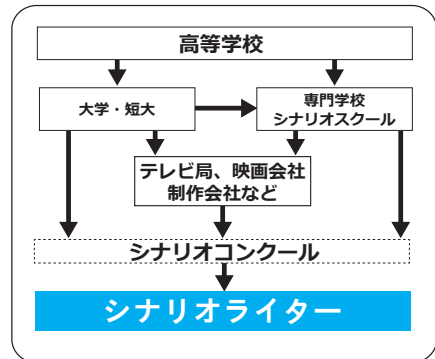 高等学校
大学・短大
専門学校
シナリオスクール
テレビ局、映画会社
制作会社など
シナリオコンクール
シナリオライター